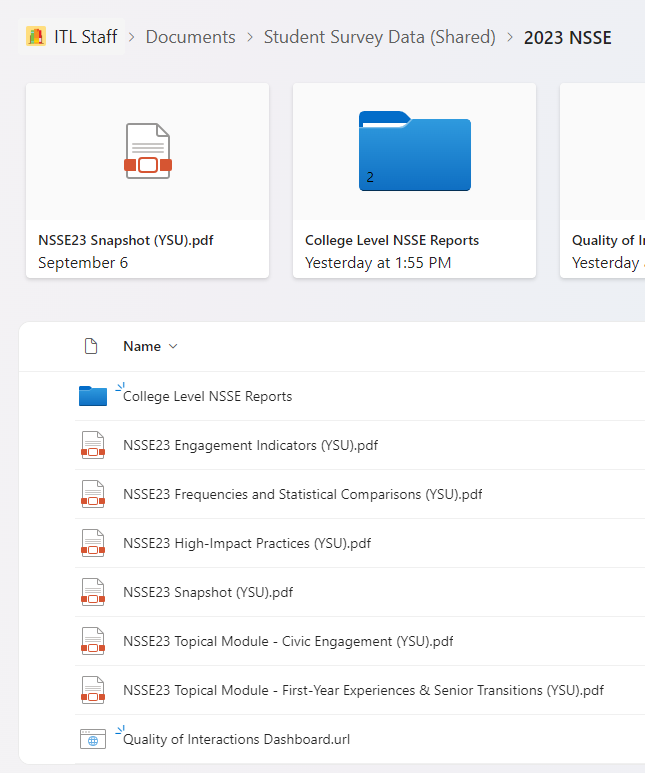 ITL Staff > Documents > Student Survey Data (Shared) > 2023 NSSE
NSSE23 Snapshot (YSU).pdf
September 6
2
College Level NSSE Reports
Yesterday at 1:55 PM
Quality of
Yesterday
Name
College Level NSSE Reports
NSSE23 Engagement Indicators (YSU).pdf
NSSE23 Frequencies and Statistical Comparisons (YSU).pdf
NSSE23 High-Impact Practices (YSU).pdf
NSSE23 Snapshot (YSU).pdf
NSSE23 Topical Module - Civic Engagement (YSU).pdf
NSSE23 Topical Module - First-Year Experiences & Senior Transitions (YSU).pdf
Quality of Interactions Dashboard.url